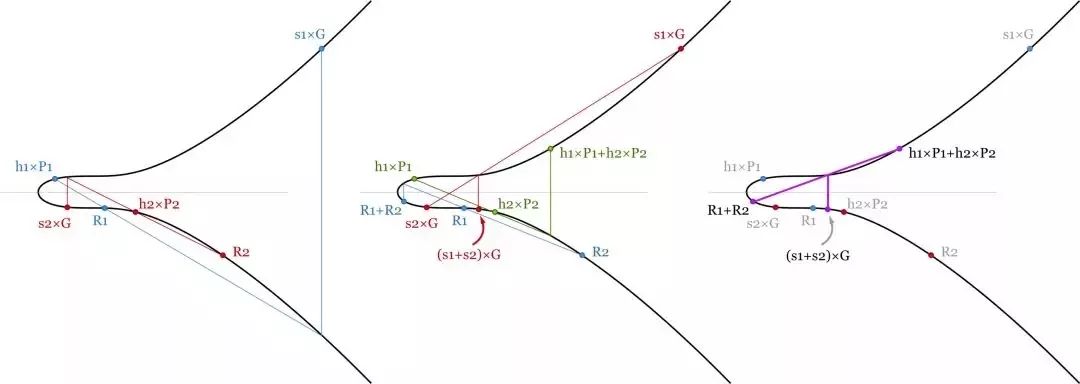 s1×G
h1×P1
h2×P2
s2×G
R1
R2
s1×G
h1×P1
h1×P1+h2×P2
R1+R2
s2×G
R1
h2×P2
R2
(s1+s2)×G
s1×G
h1×P1
h1×P1+h2×P2
R1+R2
s2×G
R1
h2×P2
(s1+s2)×G
R2